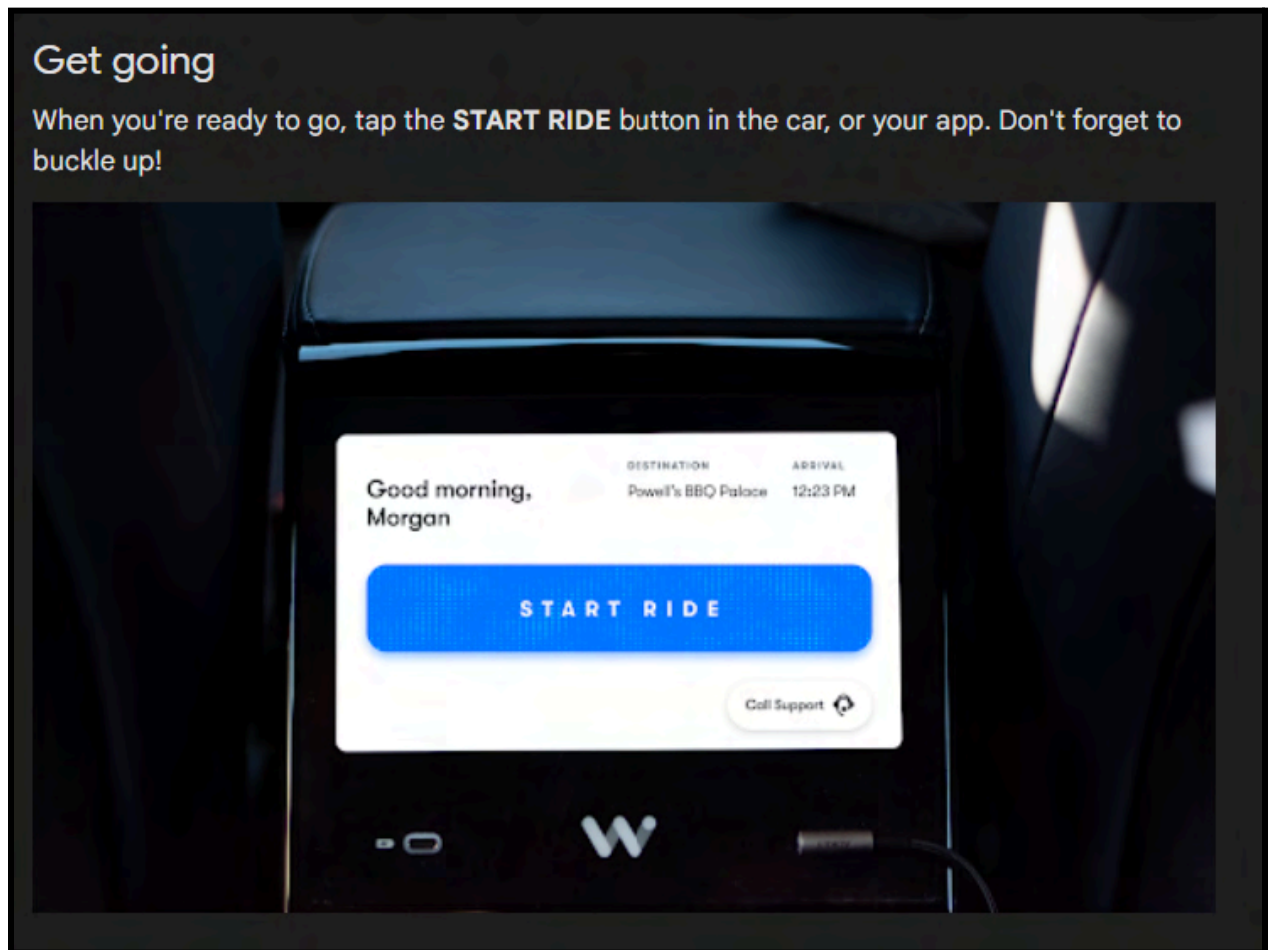 Get going
When you're ready to go, tap the START RIDE button in the car, or your app. Don't forget to
buckle up!
Good morning,
Morgan
DESTINATION
Powell's BBQ Palace
ARRIVAL
12:23 PM
START RIDE
Call Support